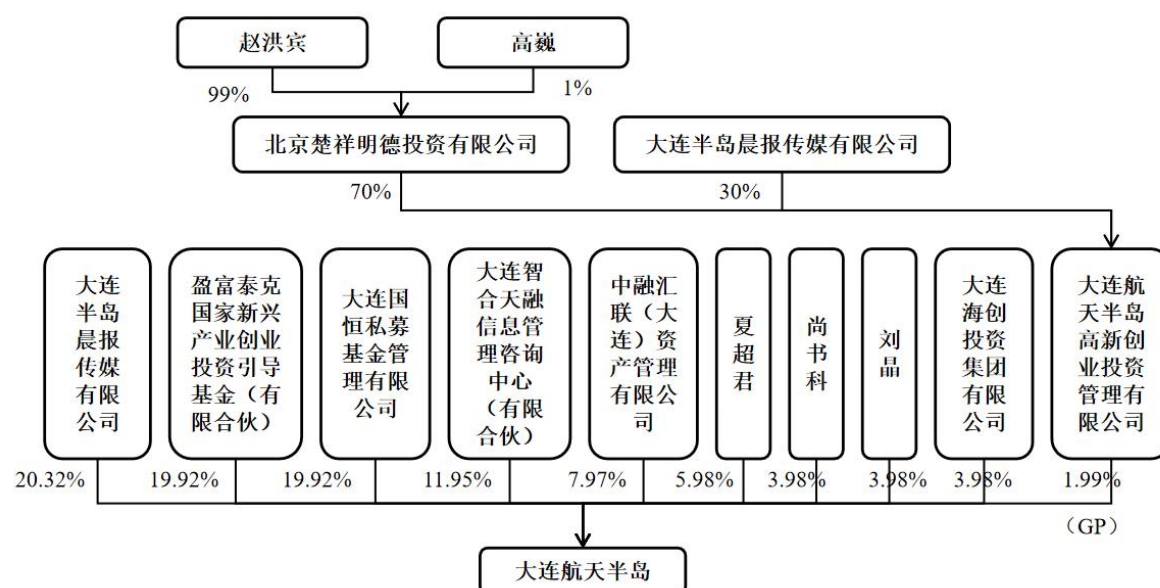 赵洪宾
高巍
99%
1%
北京楚祥明德投资有限公司
大连半岛晨报传媒有限公司
70%
30%
大连
半岛
晨报
传媒
有限
公司
盈富泰克
国家新兴
产业创业
投资引导
基金（有
限合伙）
大连国
恒私募
基金管
理有限
公司
大连智
合天融
信息管
理咨询
中心
（有限
合伙）
中融汇
联（大
连）资
产管理
有限公
司
夏
超
君
尚
书
科
刘
晶
大连
海创
投资
集团
有限
公司
大连航
天半岛
高新创
业投资
管理有
限公司
20.32%
19.92%
19.92%
11.95%
7.97%
5.98%
3.98%
3.98%
3.98%
1.99%
（GP）
大连航天半岛